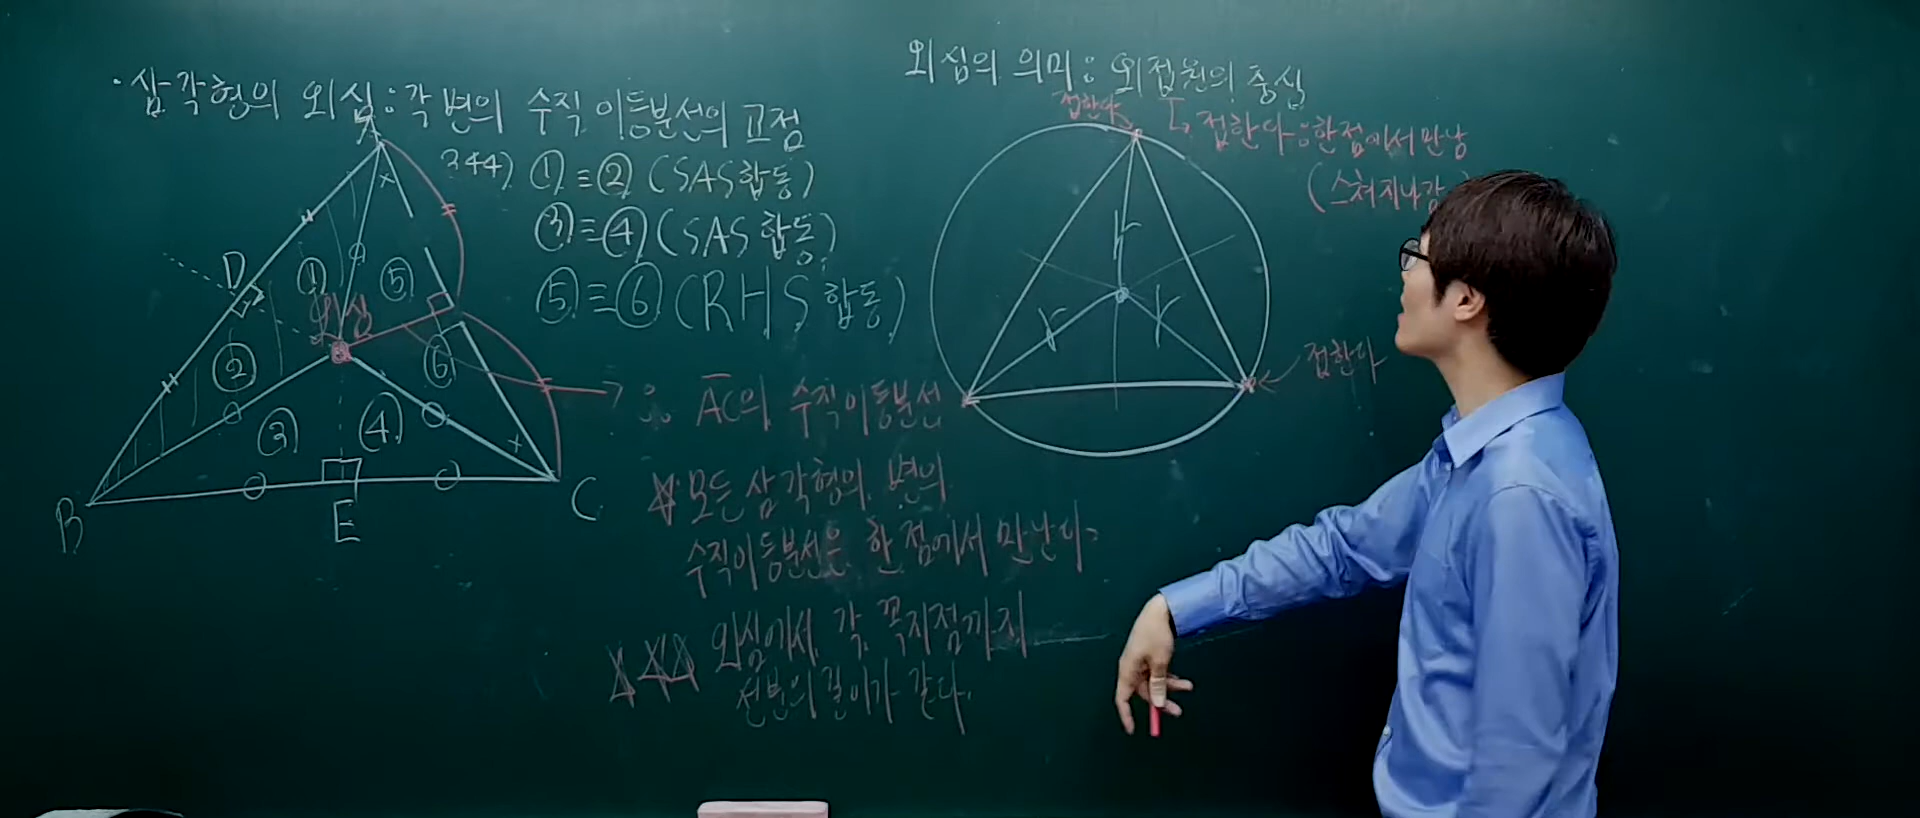 · 삼각형의 외심 : 각 변의 수직이등분선의 교점
① ≡ ② (SAS 합동)
③ ≡ ④ (SAS 합동)
⑤ ≡ ⑥ (RHS 합동)
A
D
B
E
C
①
②
③
④
⑤
⑥
외심
AC의 수직이등분선
☆ 모든 삼각형의 변의
수직이등분선은 한 점에서 만난다.
☆☆☆ 외심에서 각 꼭지점까지
선분의 길이가 같다.
외심의 의미 : 외접원의 중심
접한다
접한다 : 한 점에서 만남
(스쳐지나감
r
r
r
접한다